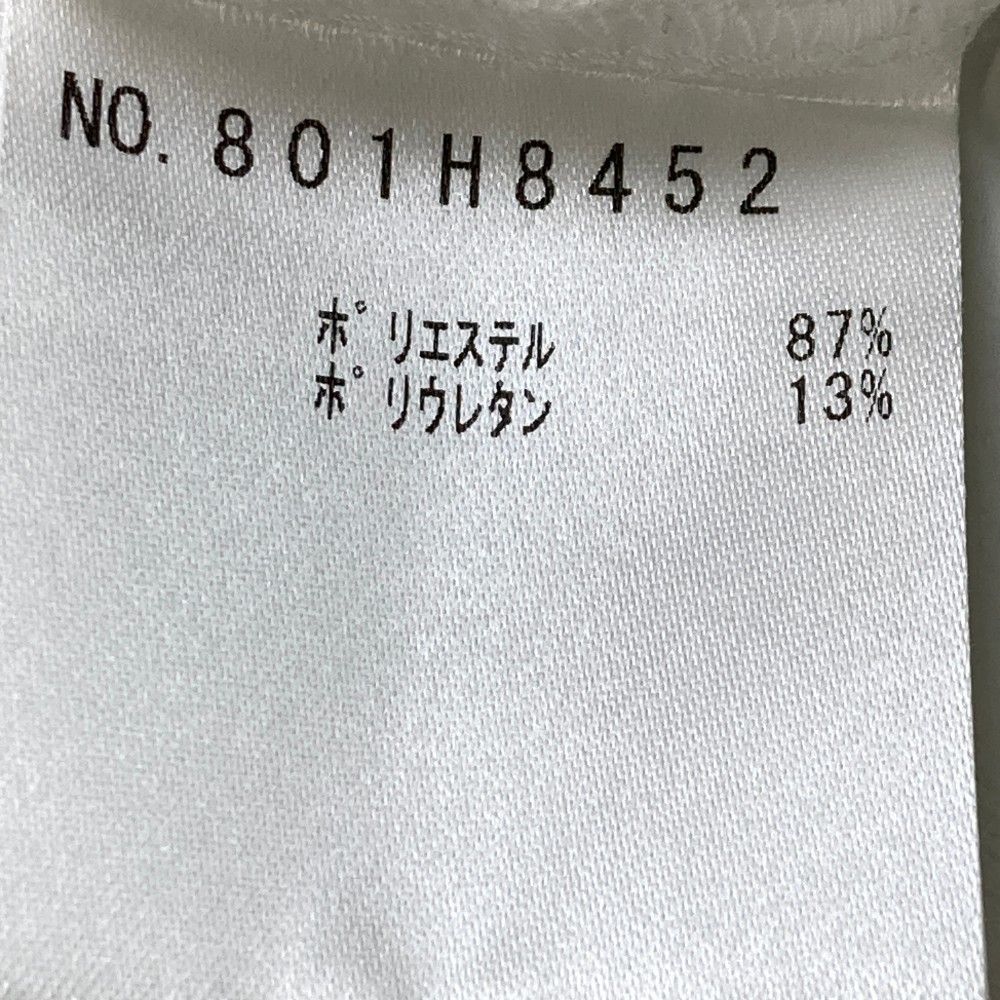 NO. 801H8452
ポリエステル 87%
ポリウレタン 13%